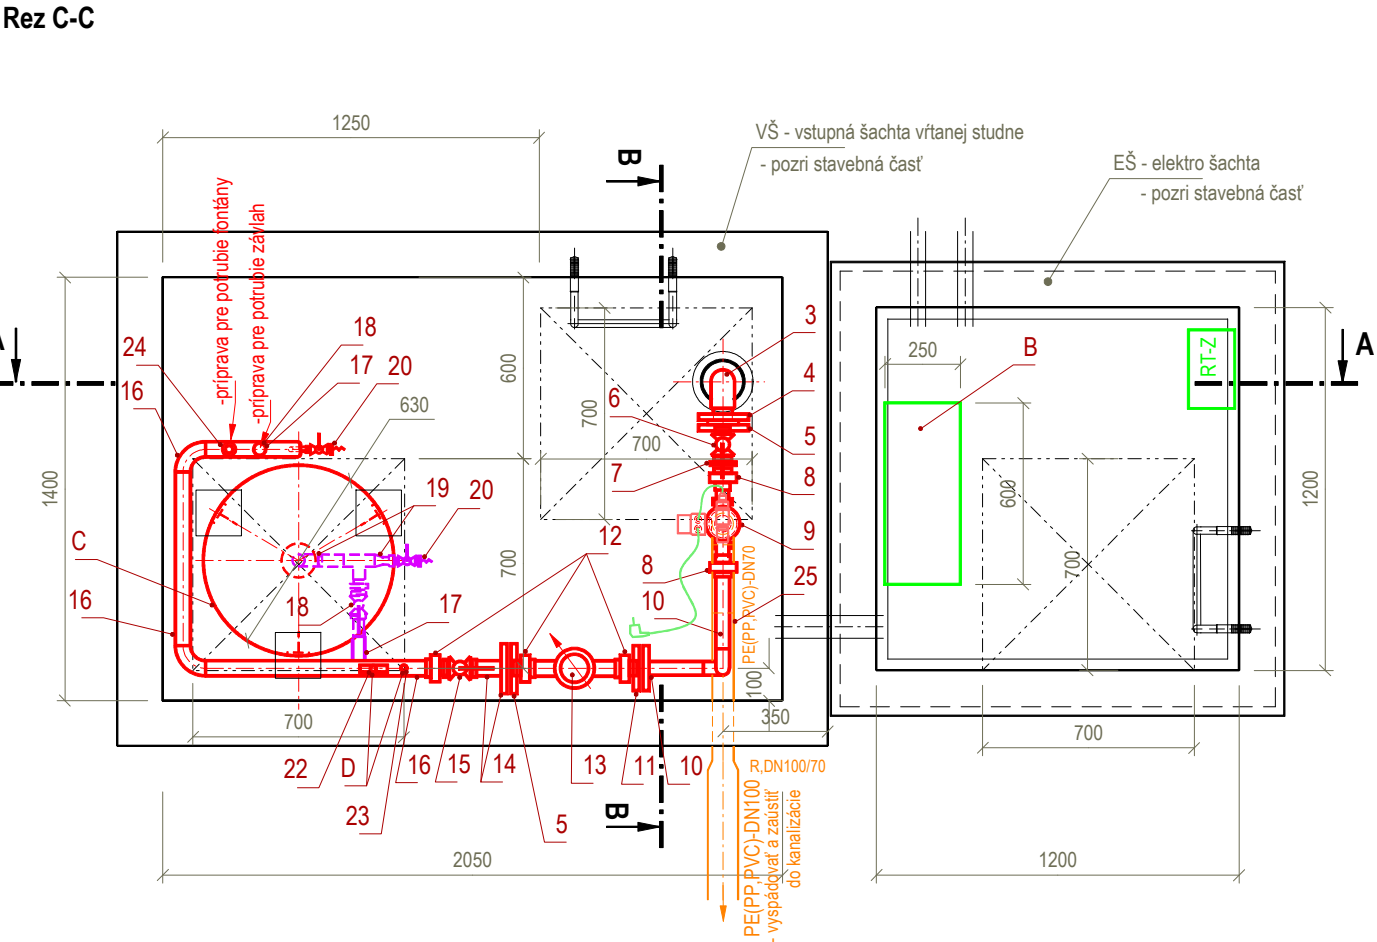 Rez C-C
1250
B
VŠ - vstupná šachta vŕtanej studne
- pozri stavebná časť
EŠ - elektro šachta
- pozri stavebná časť
-príprava pre potrubie fontány
-príprava pre potrubie závlah
18
17
20
24
16
630
600
700
700
3
4
6
5
7
8
9
250
B
RT-Z
A
1400
600
1200
C
19
20
12
700
8
25
10
PE(PP,PVC)-DN70
700
16
18
17
100
350
700
700
22
D
16
15
14
13
11
10
R,DN100/70
23
5
B
PE(PP,PVC)-DN100
- vyspádovať a zaústiť
do kanalizácie
2050
1200